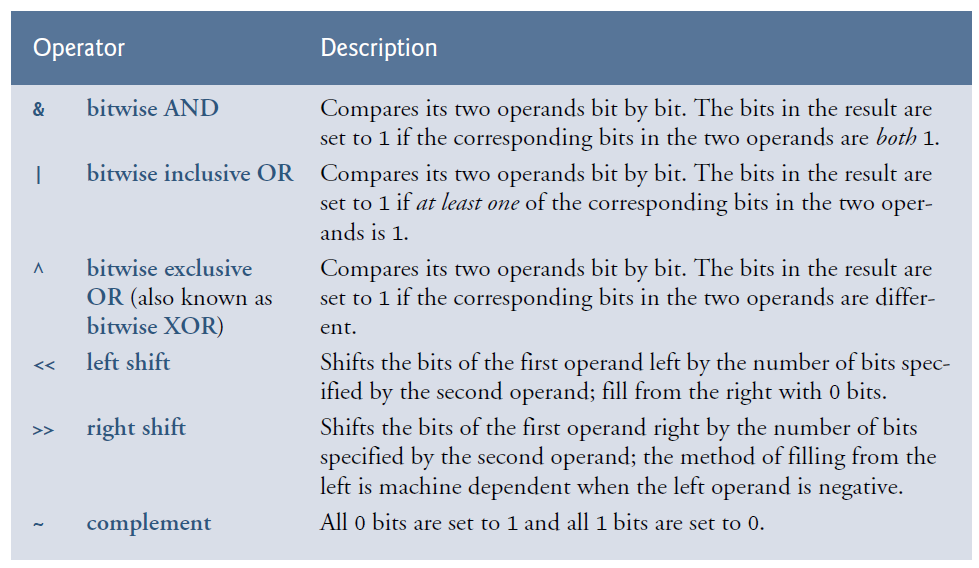 Operator Description
& bitwise AND Compares its two operands bit by bit. The bits in the result are
set to 1 if the corresponding bits in the two operands are both 1.
| bitwise inclusive OR Compares its two operands bit by bit. The bits in the result are
set to 1 if at least one of the corresponding bits in the two oper-
ands is 1.
^ bitwise exclusive Compares its two operands bit by bit. The bits in the result are
OR (also known as set to 1 if the corresponding bits in the two operands are differ-
bitwise XOR) ent.
<< left shift Shifts the bits of the first operand left by the number of bits spec-
ified by the second operand; fill from the right with 0 bits.
>> right shift Shifts the bits of the first operand right by the number of bits
specified by the second operand; the method of filling from the
left is machine dependent when the left operand is negative.
~ complement All 0 bits are set to 1 and all 1 bits are set to 0.